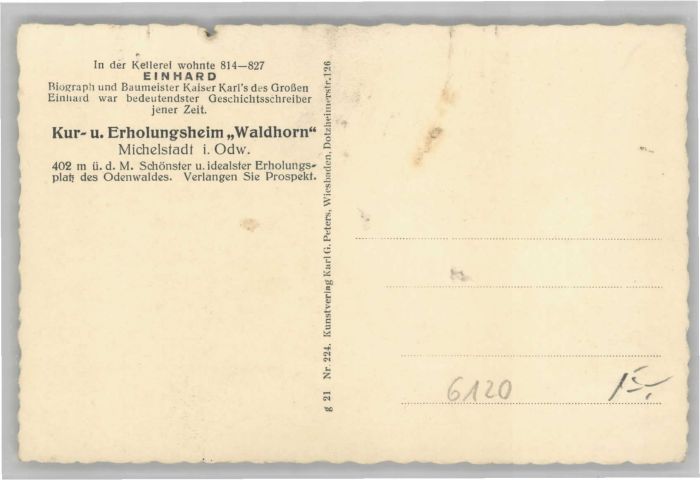 In der Kellerei wohnte 814—827
EINHARD
Biograph und Baumeister Kaiser Karl's des Großen
Einhard war bedeutendster Geschichtsschreiber
jener Zeit.
Kur- u. Erholungsheim „Waldhorn“
Michelstadt i. Odw.
402 m ü. d. M. Schönster u. idealster Erholungs-
platz des Odenwaldes. Verlangen Sie Prospekt.
g 21 Nr. 224. Kunstverlag Karl G. Peters, Wiesbaden, Dotzheimerstr. 126
6120